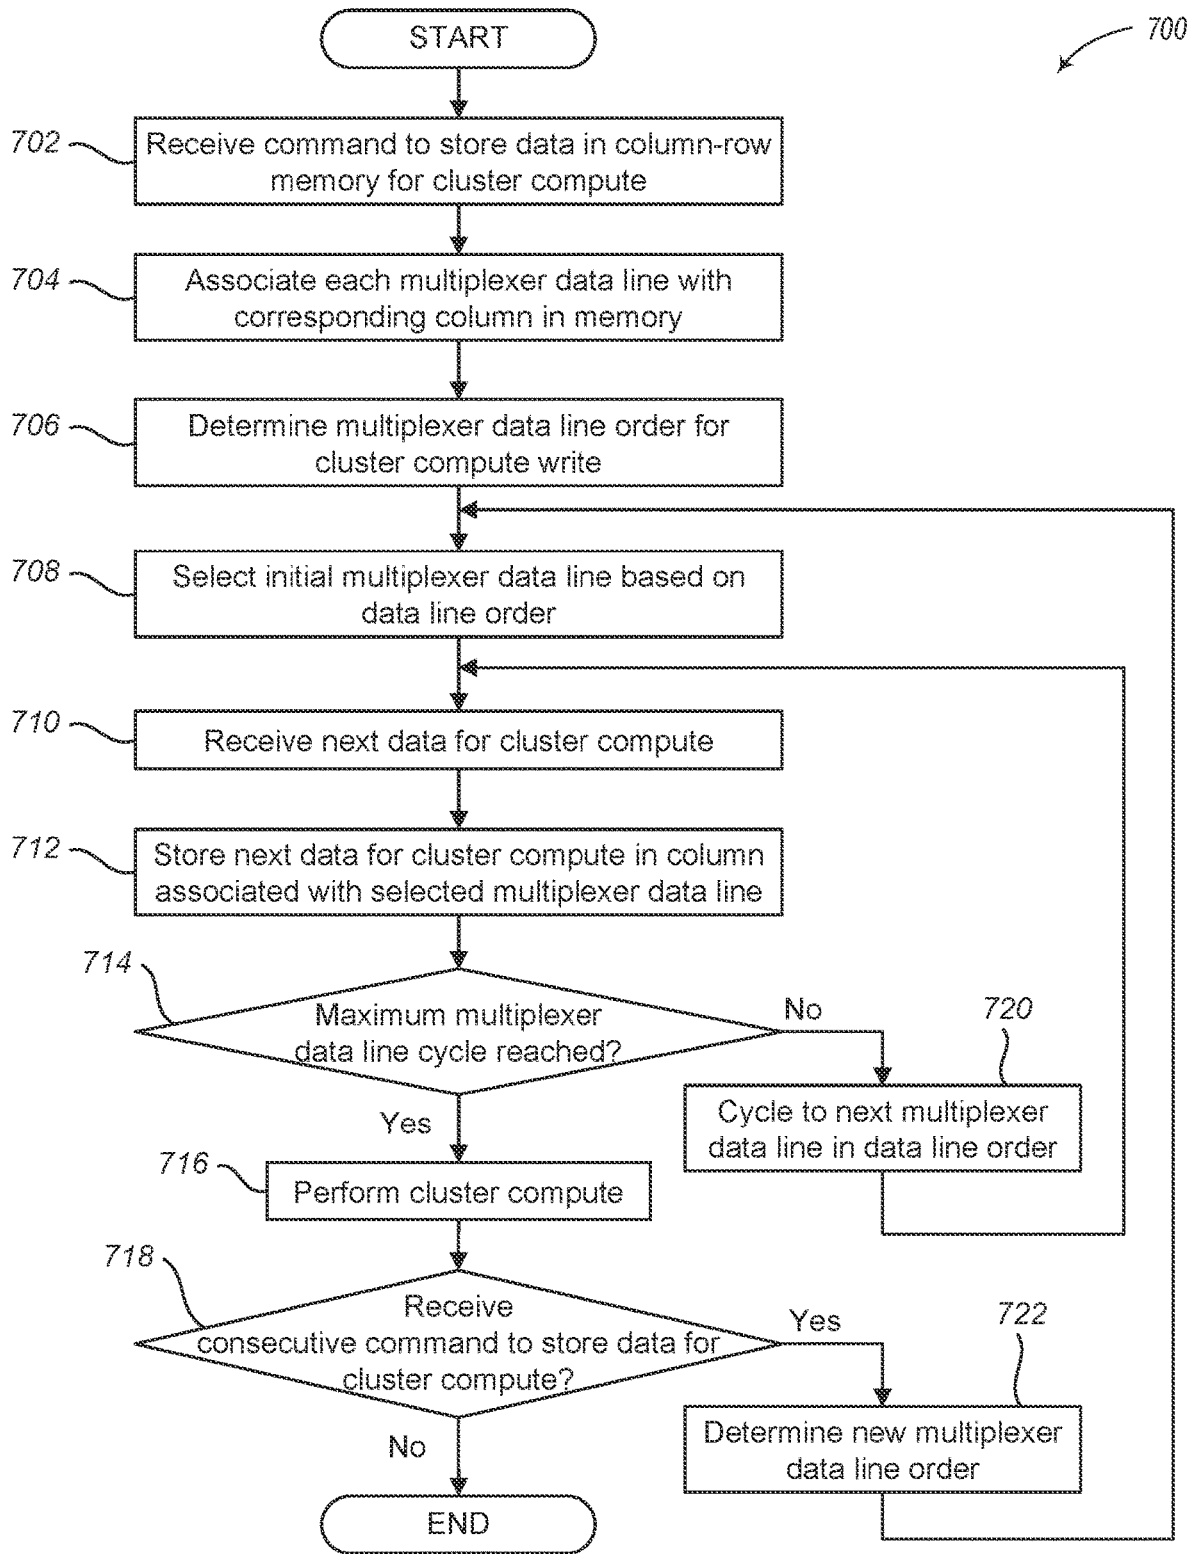 START
700
702
Receive command to store data in column-row
memory for cluster compute
704
Associate each multiplexer data line with
corresponding column in memory
706
Determine multiplexer data line order for
cluster compute write
708
Select initial multiplexer data line based on
data line order
710
Receive next data for cluster compute
712
Store next data for cluster compute in column
associated with selected multiplexer data line
714
Maximum multiplexer
data line cycle reached?
No
720
Cycle to next multiplexer
data line in data line order
Yes
716
Perform cluster compute
718
Receive
consecutive command to store data for
cluster compute?
Yes
722
Determine new multiplexer
data line order
No
END